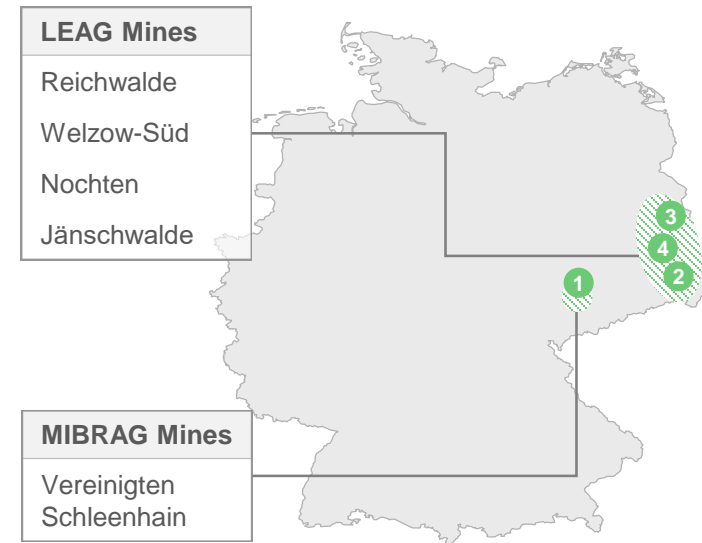 LEAG Mines
Reichwalde
Welzow-Süd
Nochten
Jänschwalde
3
4
2
1
MIBRAG Mines
Vereinigten
Schleenhain